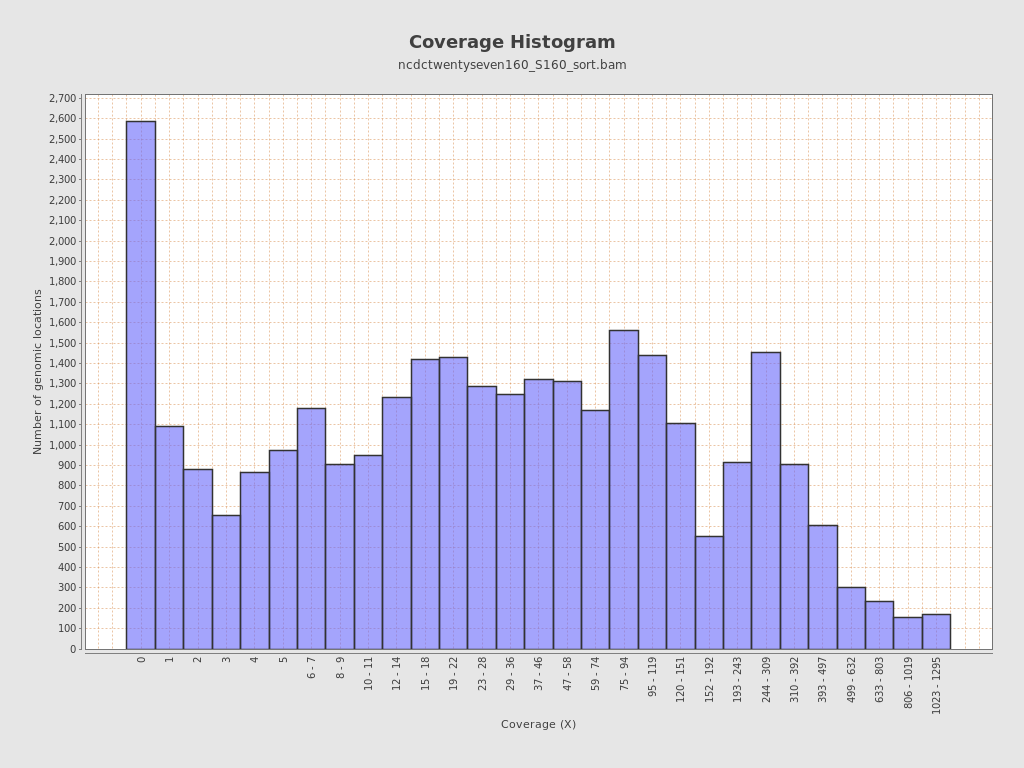 Coverage Histogram
ncdctwentyseven160_S160_sort.bam
Number of genomic locations
2,700
2,600
2,500
2,400
2,300
2,200
2,100
2,000
1,900
1,800
1,700
1,600
1,500
1,400
1,300
1,200
1,100
1,000
900
800
700
600
500
400
300
200
100
0
0
1
2
3
4
5
6 - 7
8 - 9
10 - 11
12 - 14
15 - 18
19 - 22
23 - 28
29 - 36
37 - 46
47 - 58
59 - 74
75 - 94
95 - 119
120 - 151
152 - 192
193 - 243
244 - 309
310 - 392
393 - 497
499 - 632
633 - 803
806 - 1019
1023 - 1295
Coverage (X)